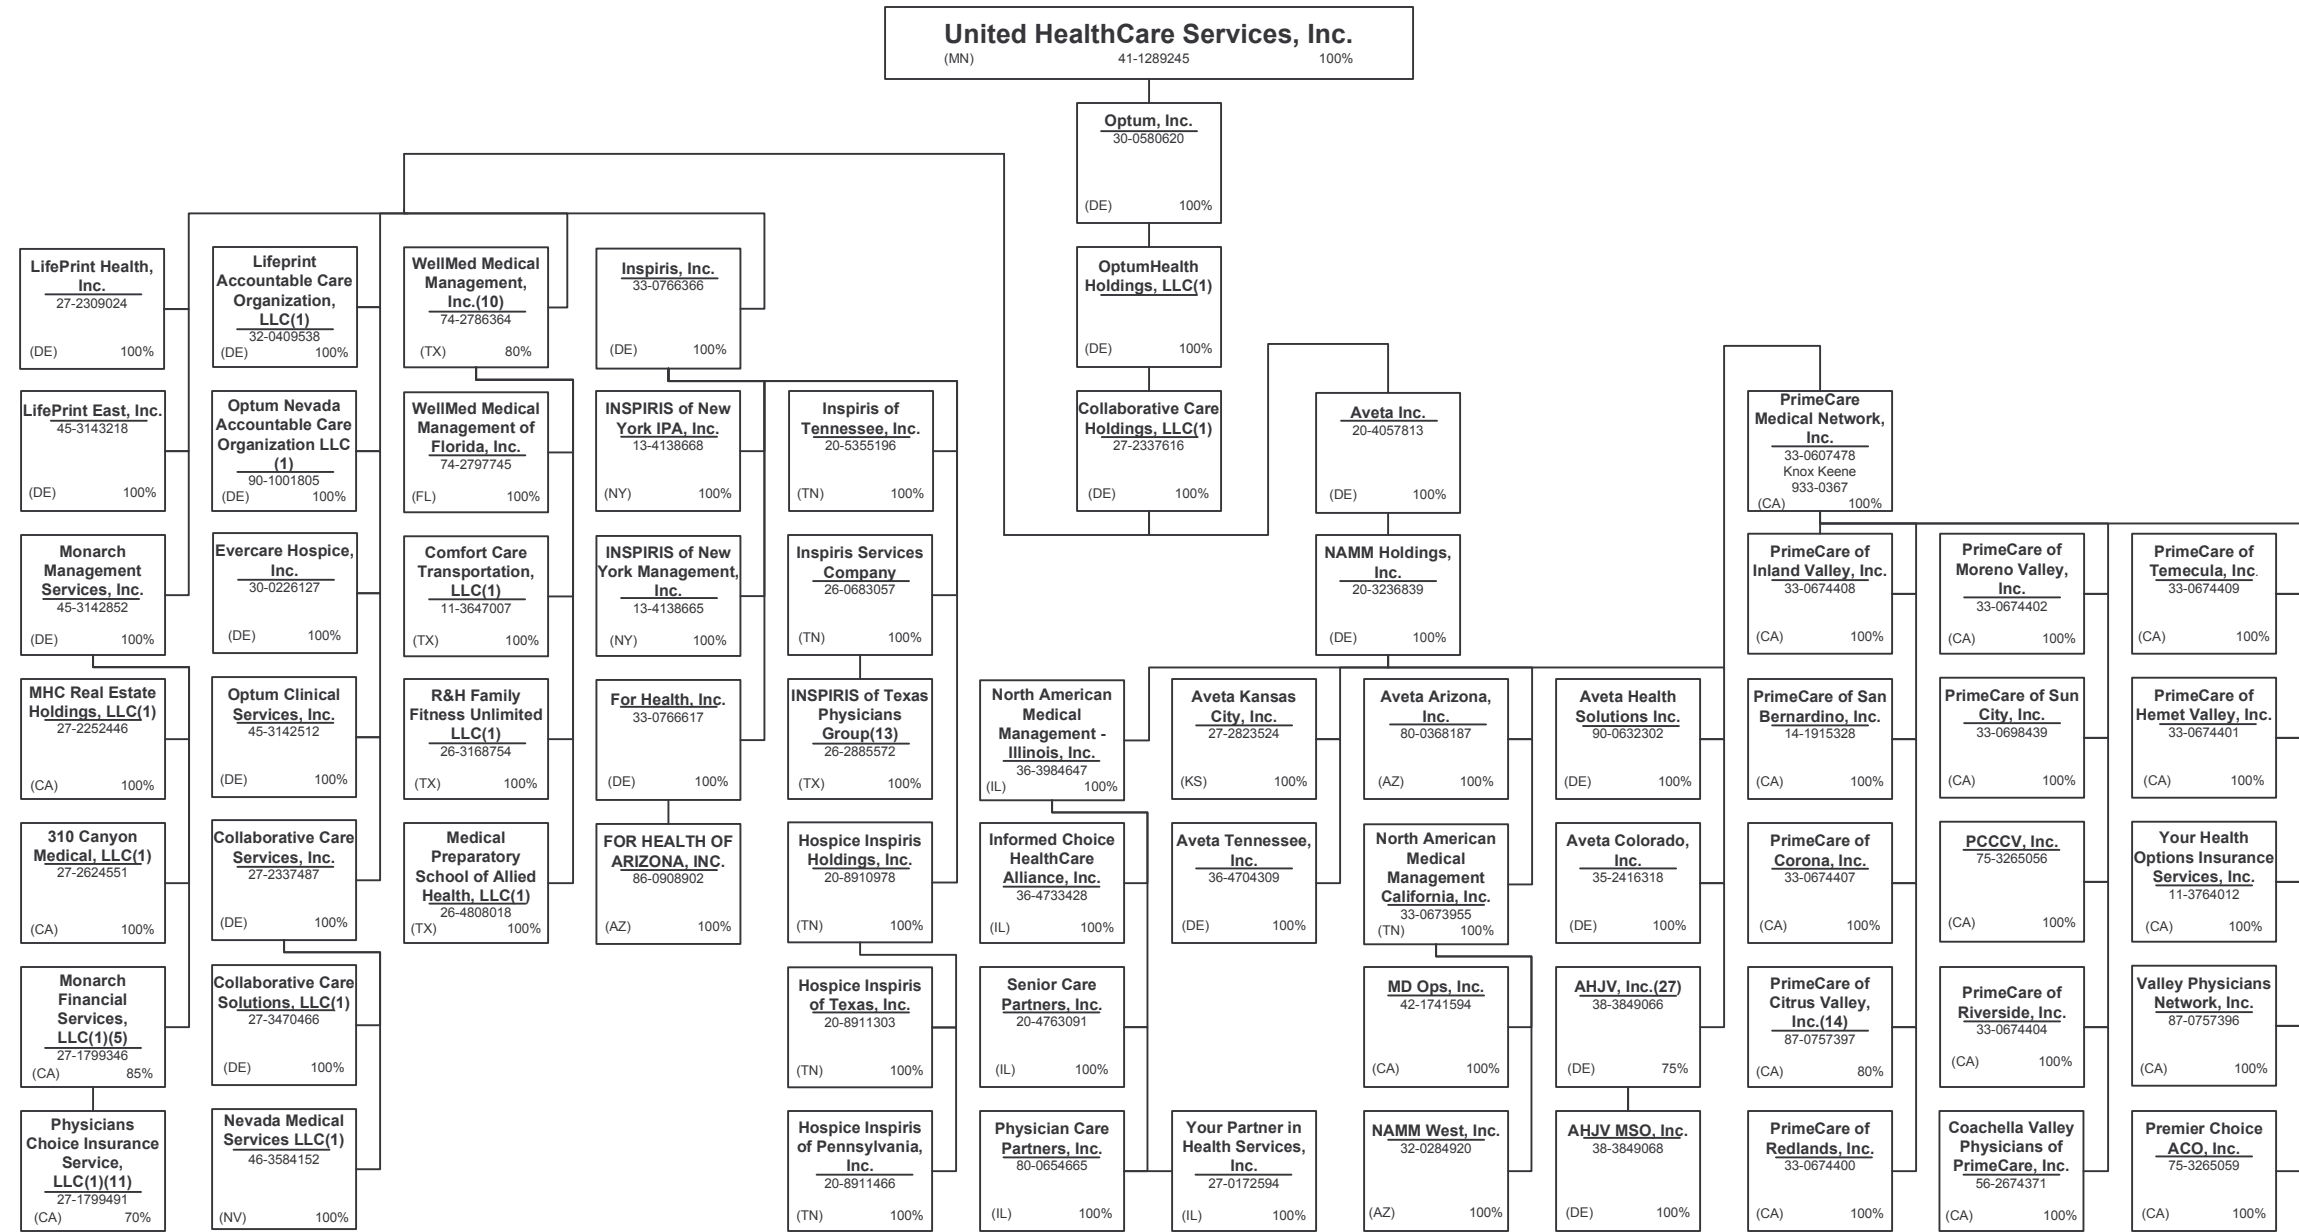 United HealthCare Services, Inc.
(MN) 41-1289245 100%
Optum, Inc.
30-0580620
(DE) 100%
LifePrint Health,
Inc.
27-2309024
(DE) 100%
Lifeprint
Accountable Care
Organization,
LLC(1)
32-0409538
(DE) 100%
WellMed Medical
Management,
Inc.(10)
74-2786364
(TX) 80%
Inspiris, Inc.
33-0766366
(DE) 100%
OptumHealth
Holdings, LLC(1)
(DE) 100%
LifePrint East, Inc.
45-3143218
(DE) 100%
Optum Nevada
Accountable Care
Organization LLC
(1)
90-1001805
(DE) 100%
WellMed Medical
Management of
Florida, Inc.
74-2797745
(FL) 100%
INSPIRIS of New
York IPA, Inc.
13-4138668
(NY) 100%
Inspiris of
Tennessee, Inc.
20-5355196
(TN) 100%
Collaborative Care
Holdings, LLC(1)
27-2337616
(DE) 100%
Aveta Inc.
20-4057813
(DE) 100%
PrimeCare
Medical Network,
Inc.
33-0607478
Knox Keene
933-0367
(CA) 100%
Monarch
Management
Services, Inc.
45-3142852
(DE) 100%
Evercare Hospice,
Inc.
30-0226127
(DE) 100%
Comfort Care
Transportation,
LLC(1)
11-3647007
(TX) 100%
INSPIRIS of New
York Management,
Inc.
13-4138665
(NY) 100%
Inspiris Services
Company
26-0683057
(TN) 100%
NAMM Holdings,
Inc.
20-3236839
(DE) 100%
PrimeCare of
Inland Valley, Inc.
33-0674408
(CA) 100%
PrimeCare of
Moreno Valley,
Inc.
33-0674402
(CA) 100%
PrimeCare of
Temecula, Inc.
33-0674409
(CA) 100%
MHC Real Estate
Holdings, LLC(1)
27-2252446
(CA) 100%
Optum Clinical
Services, Inc.
45-3142512
(DE) 100%
R&H Family
Fitness Unlimited
LLC(1)
26-3168754
(TX) 100%
For Health, Inc.
33-0766617
(DE) 100%
INSPIRIS of Texas
Physicians
Group(13)
26-2885572
(TX) 100%
North American
Medical
Management -
Illinois, Inc.
36-3984647
(IL) 100%
Aveta Kansas
City, Inc.
27-2823524
(KS) 100%
Aveta Arizona,
Inc.
80-0368187
(AZ) 100%
Aveta Health
Solutions Inc.
90-0632302
(DE) 100%
PrimeCare of San
Bernardino, Inc.
14-1915328
(CA) 100%
PrimeCare of Sun
City, Inc.
33-0698439
(CA) 100%
PrimeCare of
Hemet Valley, Inc.
33-0674401
(CA) 100%
310 Canyon
Medical, LLC(1)
27-2624551
(CA) 100%
Collaborative Care
Services, Inc.
27-2337487
(DE) 100%
Medical
Preparatory
School of Allied
Health, LLC(1)
26-4808018
(TX) 100%
FOR HEALTH OF
ARIZONA, INC.
86-0908902
(AZ) 100%
Hospice Inspiris
Holdings, Inc.
20-8910978
(TN) 100%
Informed Choice
HealthCare
Alliance, Inc.
36-4733428
(IL) 100%
Aveta Tennessee,
Inc.
36-4704309
(DE) 100%
North American
Medical
Management
California, Inc.
33-0673955
(TN) 100%
Aveta Colorado,
Inc.
35-2416318
(DE) 100%
PrimeCare of
Corona, Inc.
33-0674407
(CA) 100%
PCCCV, Inc.
75-3265056
(CA) 100%
Your Health
Options Insurance
Services, Inc.
11-3764012
(CA) 100%
Monarch
Financial
Services,
LLC(1)(5)
27-1799346
(CA) 85%
Collaborative Care
Solutions, LLC(1)
27-3470466
(DE) 100%
Hospice Inspiris
of Texas, Inc.
20-8911303
(TN) 100%
Senior Care
Partners, Inc.
20-4763091
(IL) 100%
MD Ops, Inc.
42-1741594
(CA) 100%
AHJV, Inc.(27)
38-3849066
(DE) 75%
PrimeCare of
Citrus Valley,
Inc.(14)
87-0757397
(CA) 80%
PrimeCare of
Riverside, Inc.
33-0674404
(CA) 100%
Valley Physicians
Network, Inc.
87-0757396
(CA) 100%
Physicians
Choice Insurance
Service,
LLC(1)(11)
27-1799491
(CA) 70%
Nevada Medical
Services LLC(1)
46-3584152
(NV) 100%
Hospice Inspiris
of Pennsylvania,
Inc.
20-8911466
(TN) 100%
Physician Care
Partners, Inc.
80-0654665
(IL) 100%
Your Partner in
Health Services,
Inc.
27-0172594
(IL) 100%
NAMM West, Inc.
32-0284920
(AZ) 100%
AHJV MSO, Inc.
38-3849068
(DE) 100%
PrimeCare of
Redlands, Inc.
33-0674400
(CA) 100%
Coachella Valley
Physicians of
PrimeCare, Inc.
56-2674371
(CA) 100%
Premier Choice
ACO, Inc.
75-3265059
(CA) 100%